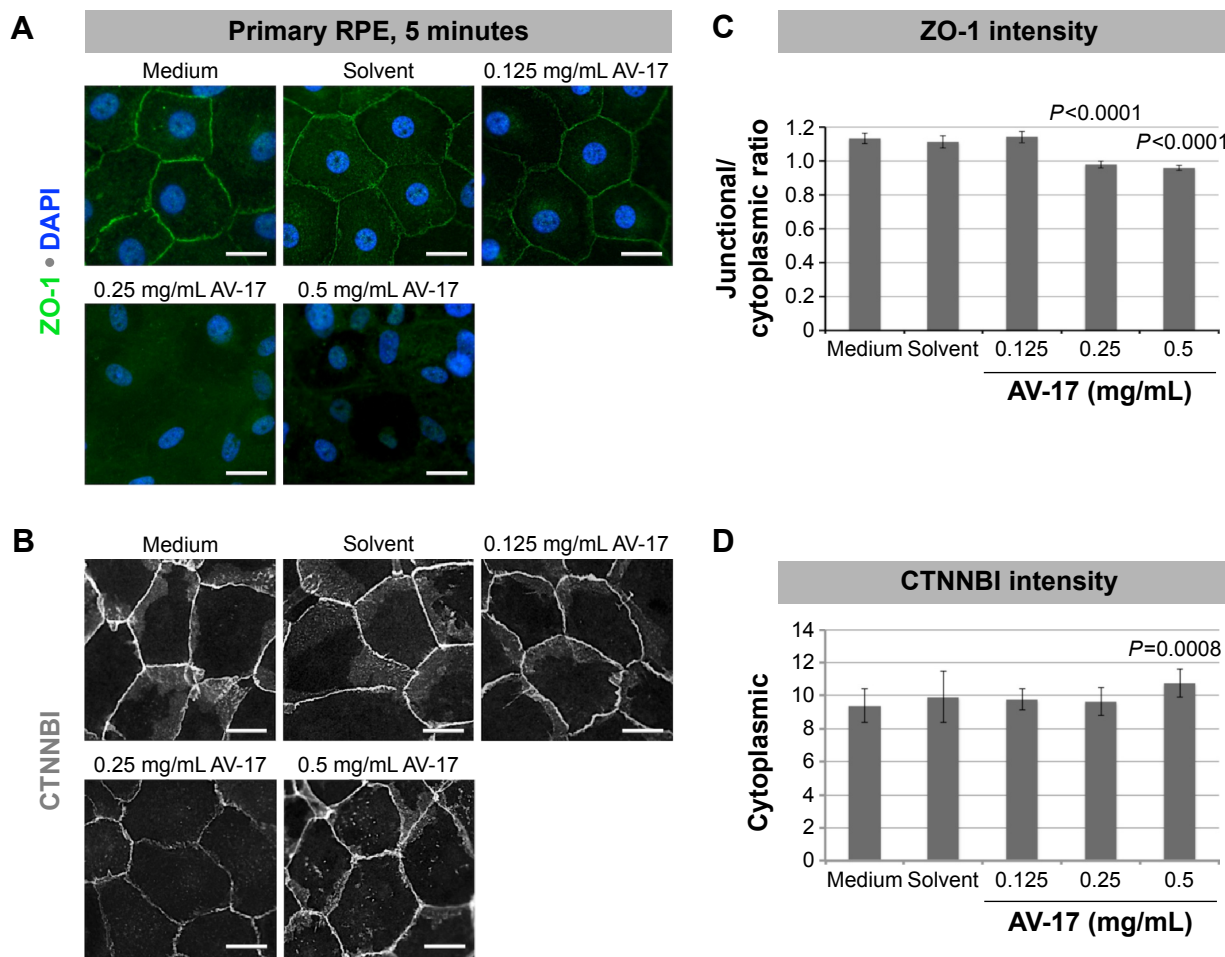 A
Primary RPE, 5 minutes
Medium
Solvent
0.125 mg/mL AV-17
ZO-1 • DAPI
0.25 mg/mL AV-17
0.5 mg/mL AV-17
B
Medium
Solvent
0.125 mg/mL AV-17
CTNNBI
0.25 mg/mL AV-17
0.5 mg/mL AV-17
C
ZO-1 intensity
P<0.0001
P<0.0001
Junctional/
cytoplasmic ratio
1.2
1.0
0.8
0.6
0.4
0.2
0
Medium Solvent 0.125 0.25 0.5
AV-17 (mg/mL)
D
CTNNBI intensity
P=0.0008
Cytoplasmic
14
12
10
8
6
4
2
0
Medium Solvent 0.125 0.25 0.5
AV-17 (mg/mL)